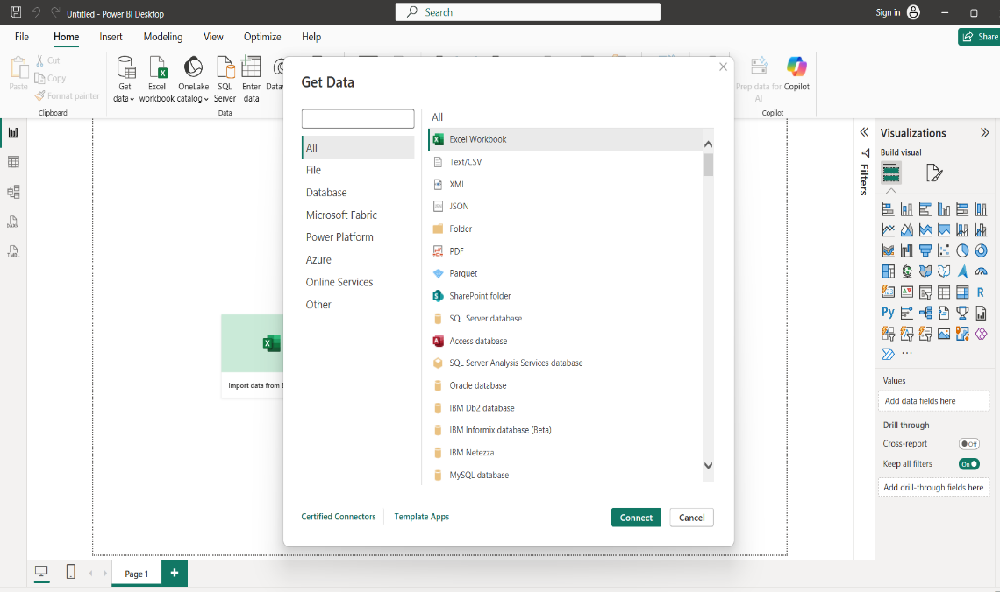 Untitled - Power BI Desktop
Search
Sign in
File Home Insert Modeling View Optimize Help
Share
Paste
Cut
Copy
Format painter
Clipboard
Get data
Excel workbook
OneLake catalog
SQL Server
Enter data
Data
Prep data for AI
Copilot
Copilot
Get Data
All
File
Database
Microsoft Fabric
Power Platform
Azure
Online Services
Other
All
Excel Workbook
Text/CSV
XML
JSON
Folder
PDF
Parquet
SharePoint folder
SQL Server database
Access database
SQL Server Analysis Services database
Oracle database
IBM Db2 database
IBM Informix database (Beta)
IBM Netezza
MySQL database
Certified Connectors
Template Apps
Connect
Cancel
Import data from
Filters
Visualizations
Build visual
R
Py
Values
Add data fields here
Drill through
Cross-report
Off
Keep all filters
On
Add drill-through fields here
Page 1